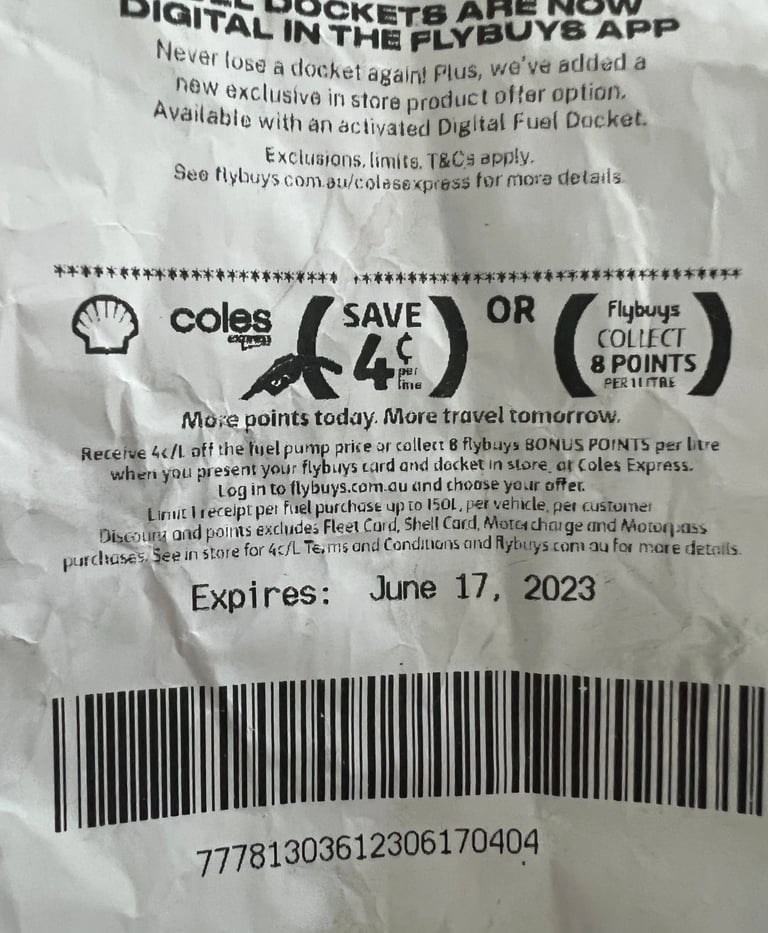 DOCKETS ARE NOW
DIGITAL IN THE FLYBUYS APP
Never lose a docket again! Plus, we've added a
new exclusive in store product offer option.
Available with an activated Digital Fuel Docket.
Exclusions, limits, T&Cs apply.
See flybuys.com.au/colesexpress for more details.
******************** ******************************
coles express
SAVE
4¢
per
litre
OR
Flybuys
COLLECT
8 POINTS
PER 1 LITRE
More points today. More travel tomorrow.
Receive 4c/L off the fuel pump price or collect 8 flybuys BONUS POINTS per litre
when you present your flybuys card and docket in store, at Coles Express.
Log in to flybuys.com.au and choose your offer.
Limit 1 receipt per fuel purchase up to 150L, per vehicle, per customer
Discount and points excludes Fleet Card, Shell Card, Motorcharge and Motorpass
purchases. See in store for 4c/L Terms and Conditions and flybuys.com.au for more details.
Expires: June 17, 2023
77781303612306170404